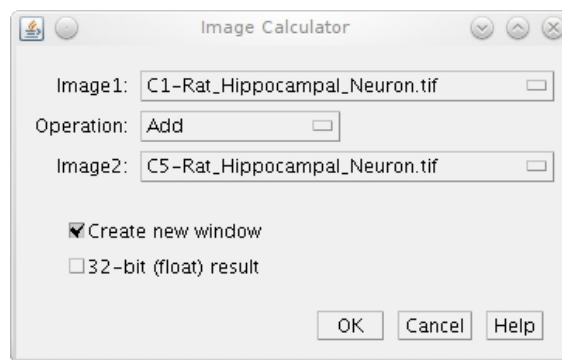 Image Calculator
Image1: C1-Rat_Hippocampal_Neuron.tif
Operation: Add
Image2: C5-Rat_Hippocampal_Neuron.tif
Create new window
32-bit (float) result
OK Cancel Help